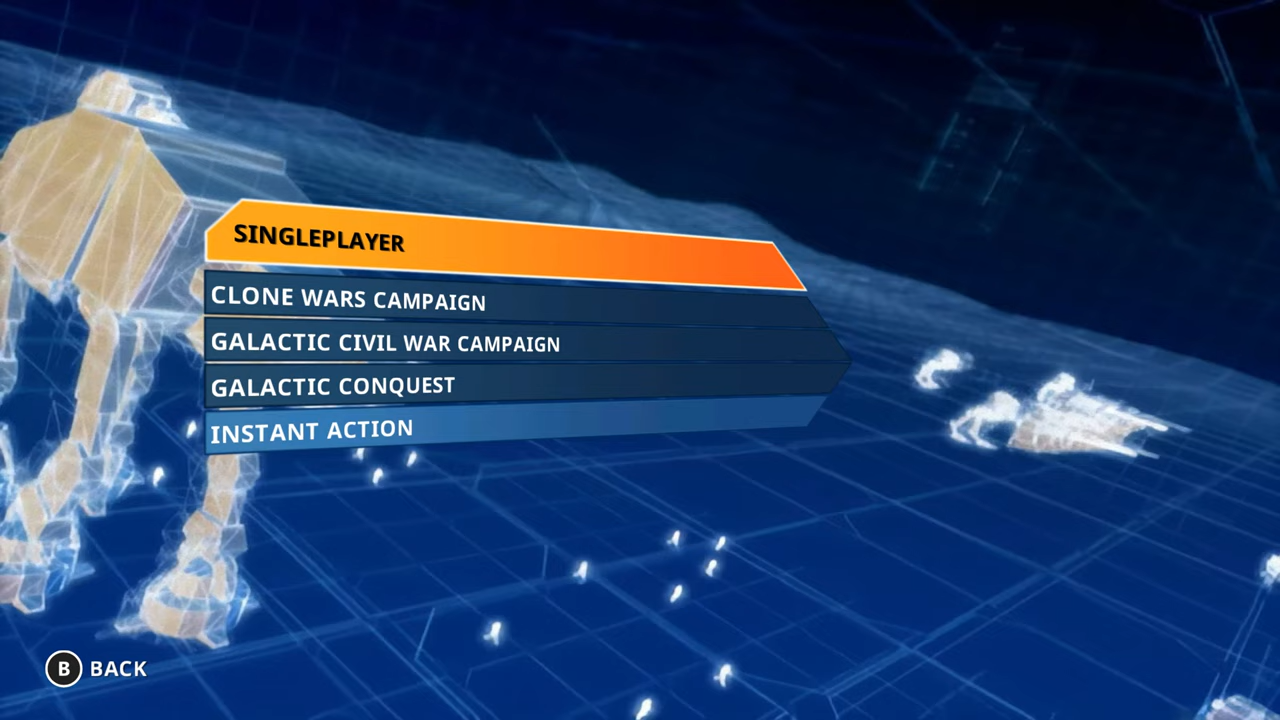 SINGLEPLAYER
CLONE WARS CAMPAIGN
GALACTIC CIVIL WAR CAMPAIGN
GALACTIC CONQUEST
INSTANT ACTION
B BACK